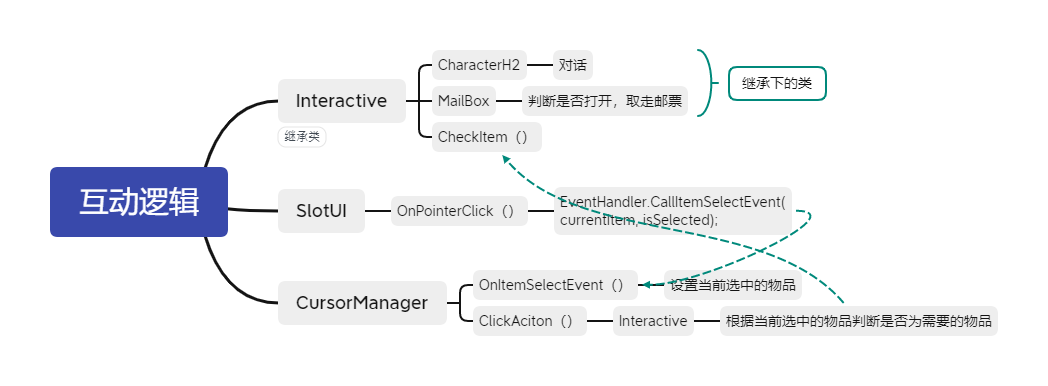 互动逻辑
Interactive
继承类
CharacterH2
对话
MailBox
判断是否打开，取走邮票
CheckItem（）
继承下的类
SlotUI
OnPointerClick（）
EventHandler.CallItemSelectEvent(
currentItem, isSelected);
CursorManager
OnItemSelectEvent（）
设置当前选中的物品
ClickAciton（）
Interactive
根据当前选中的物品判断是否为需要的物品